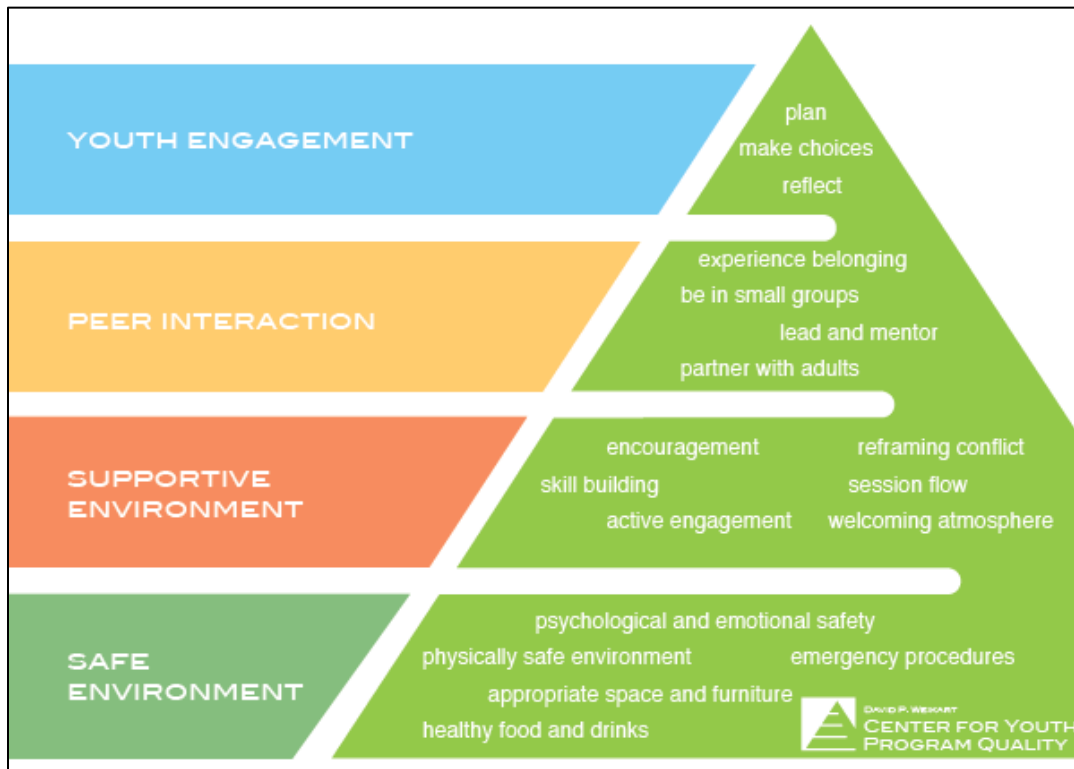 YOUTH ENGAGEMENT
plan
make choices
reflect
PEER INTERACTION
experience belonging
be in small groups
lead and mentor
partner with adults
SUPPORTIVE
ENVIRONMENT
encouragement reframing conflict
skill building session flow
active engagement welcoming atmosphere
SAFE
ENVIRONMENT
psychological and emotional safety
physically safe environment emergency procedures
appropriate space and furniture
healthy food and drinks
DAVID P. WEIKART
CENTER FOR YOUTH
PROGRAM QUALITY